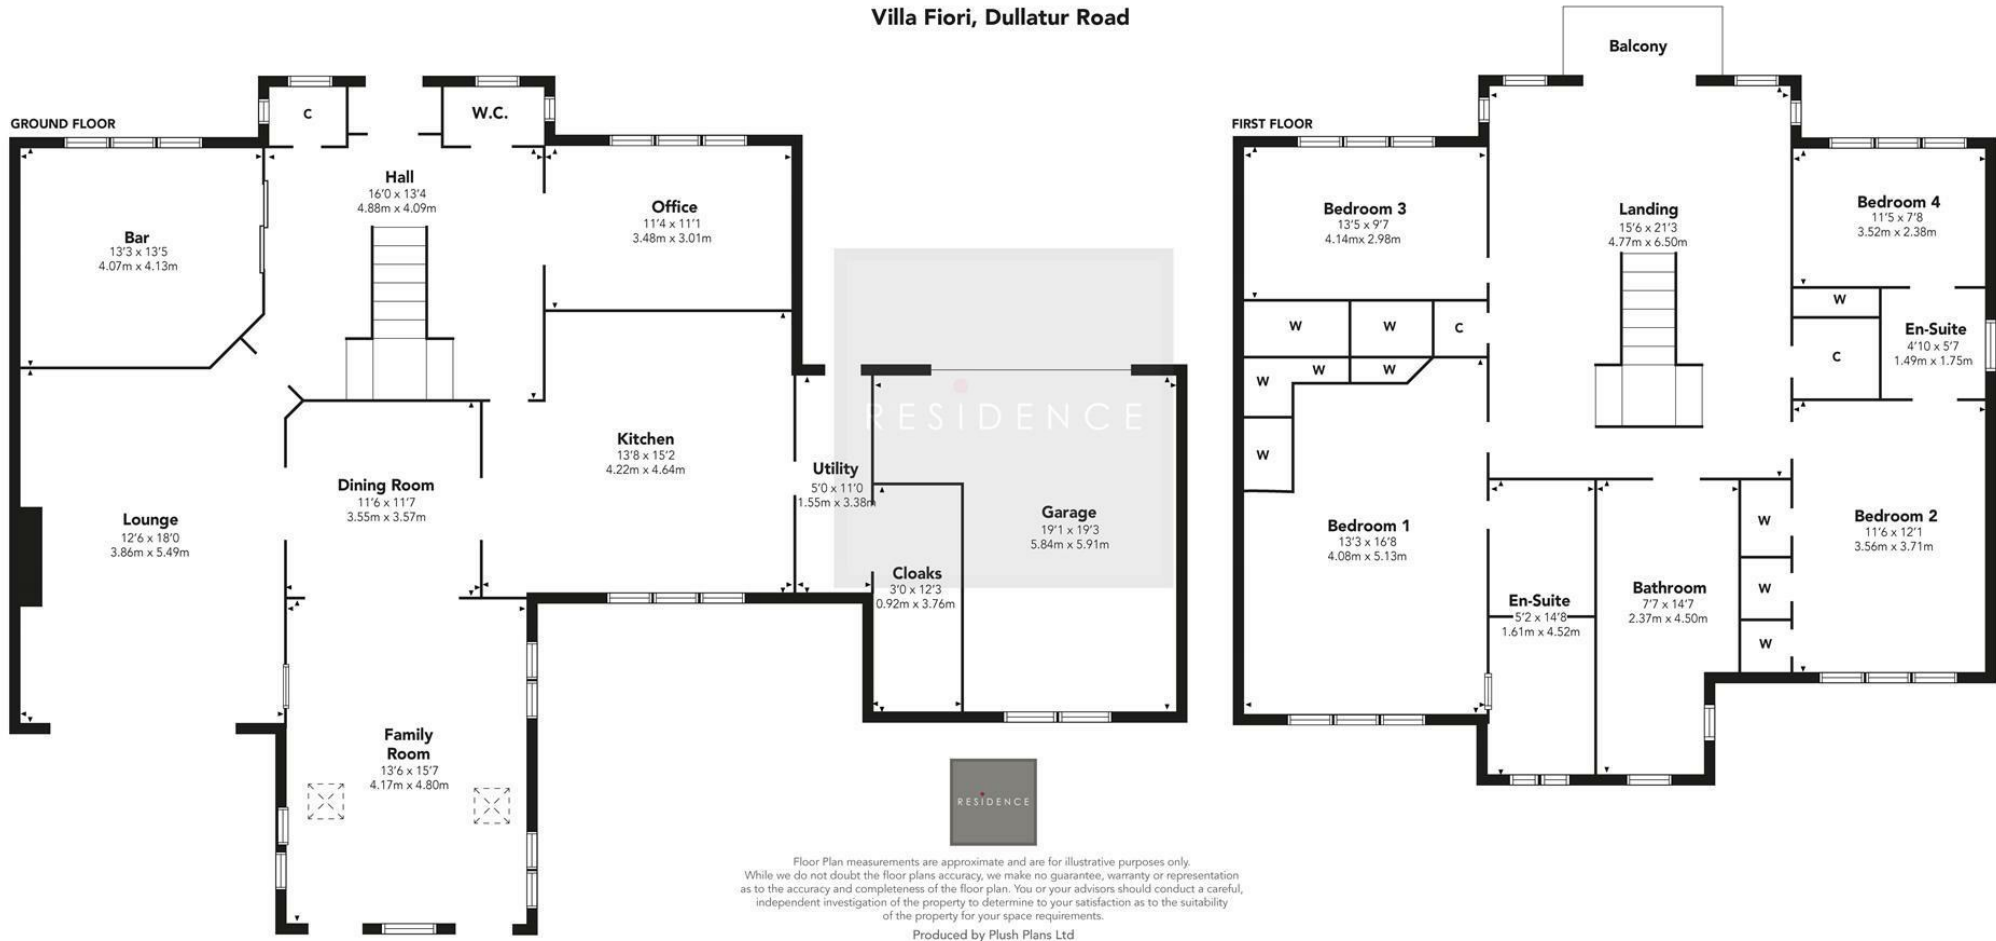 Villa Fiori, Dullatur Road
GROUND FLOOR
C
W.C.
Hall
16'0 x 13'4
4.88m x 4.09m
Bar
13'3 x 13'5
4.07m x 4.13m
Office
11'4 x 11'1
3.48m x 3.01m
Kitchen
13'8 x 15'2
4.22m x 4.64m
Utility
5'0 x 11'0
1.55m x 3.38m
Dining Room
11'6 x 11'7
3.55m x 3.57m
Lounge
12'6 x 18'0
3.86m x 5.49m
Garage
19'1 x 19'3
5.84m x 5.91m
Cloaks
3'0 x 12'3
0.92m x 3.76m
Family
Room
13'6 x 15'7
4.17m x 4.80m
RESIDENCE
FIRST FLOOR
Balcony
Bedroom 3
13'5 x 9'7
4.14mx 2.98m
Landing
15'6 x 21'3
4.77m x 6.50m
Bedroom 4
11'5 x 7'8
3.52m x 2.38m
W
W
C
W
W
W
W
W
C
En-Suite
4'10 x 5'7
1.49m x 1.75m
Bedroom 1
13'3 x 16'8
4.08m x 5.13m
En-Suite
5'2 x 14'8
1.61m x 4.52m
Bathroom
7'7 x 14'7
2.37m x 4.50m
W
W
W
Bedroom 2
11'6 x 12'1
3.56m x 3.71m
RESIDENCE
Floor Plan measurements are approximate and are for illustrative purposes only.
While we do not doubt the floor plans accuracy, we make no guarantee, warranty or representation
as to the accuracy and completeness of the floor plan. You or your advisors should conduct a careful,
independent investigation of the property to determine to your satisfaction as to the suitability
of the property for your space requirements.
Produced by Plush Plans Ltd